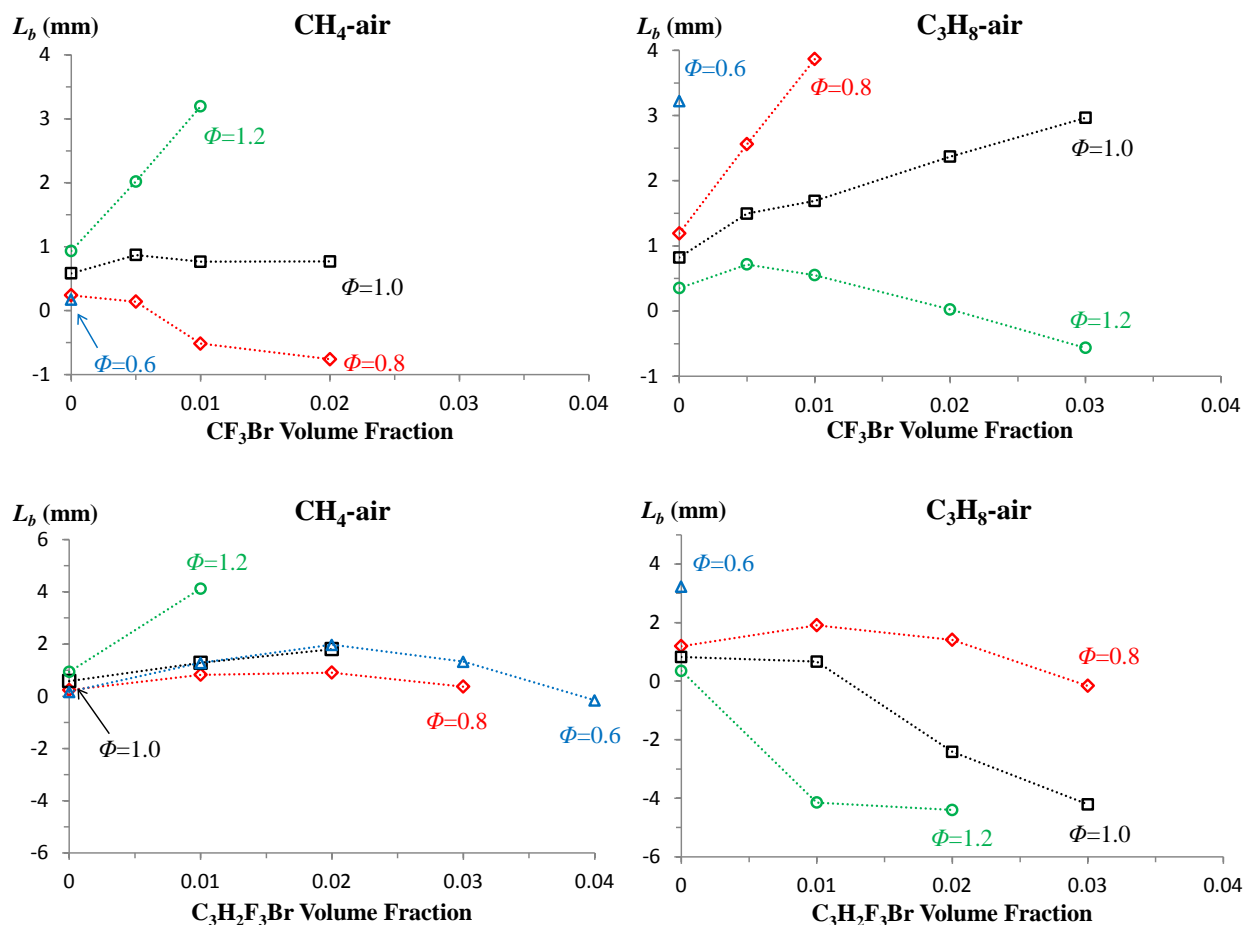 L_b (mm)
CH₄-air
4
3
2
1
0
-1
Φ=1.2
Φ=1.0
Φ=0.6
Φ=0.8
0
0.01
0.02
0.03
0.04
CF₃Br Volume Fraction
L_b (mm)
C₃H₈-air
4
3
2
1
0
-1
Φ=0.6
Φ=0.8
Φ=1.0
Φ=1.2
0
0.01
0.02
0.03
0.04
CF₃Br Volume Fraction
L_b (mm)
CH₄-air
6
4
2
0
-2
-4
-6
Φ=1.2
Φ=1.0
Φ=0.8
Φ=0.6
0
0.01
0.02
0.03
0.04
C₃H₂F₃Br Volume Fraction
L_b (mm)
C₃H₈-air
6
4
2
0
-2
-4
-6
Φ=0.6
Φ=0.8
Φ=1.2
Φ=1.0
0
0.01
0.02
0.03
0.04
C₃H₂F₃Br Volume Fraction